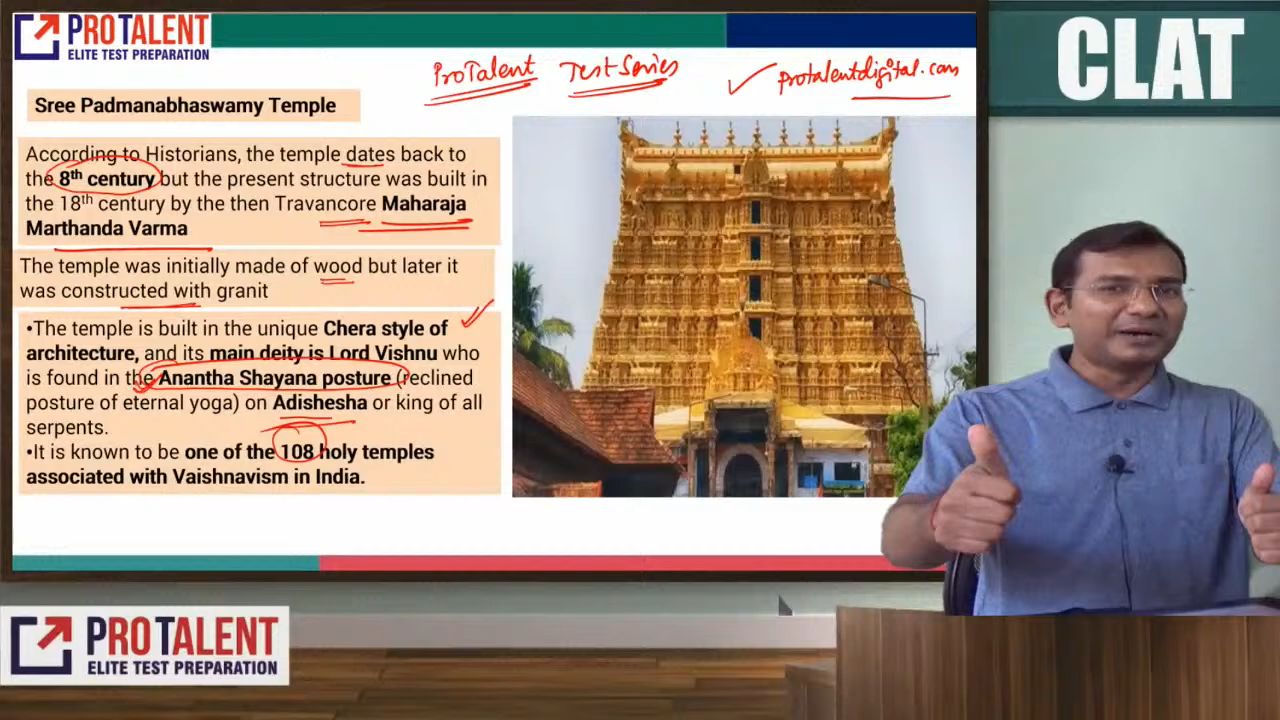 PROTALENT
ELITE TEST PREPARATION
ProTalent Test Series ✓ protalentdigital.com
CLAT
Sree Padmanabhaswamy Temple
According to Historians, the temple dates back to
the 8th century but the present structure was built in
the 18th century by the then Travancore Maharaja
Marthanda Varma
The temple was initially made of wood but later it
was constructed with granit
•The temple is built in the unique Chera style of
architecture, and its main deity is Lord Vishnu who
is found in the Anantha Shayana posture (reclined
posture of eternal yoga) on Adishesha or king of all
serpents.
•It is known to be one of the 108 holy temples
associated with Vaishnavism in India.
PROTALENT
ELITE TEST PREPARATION